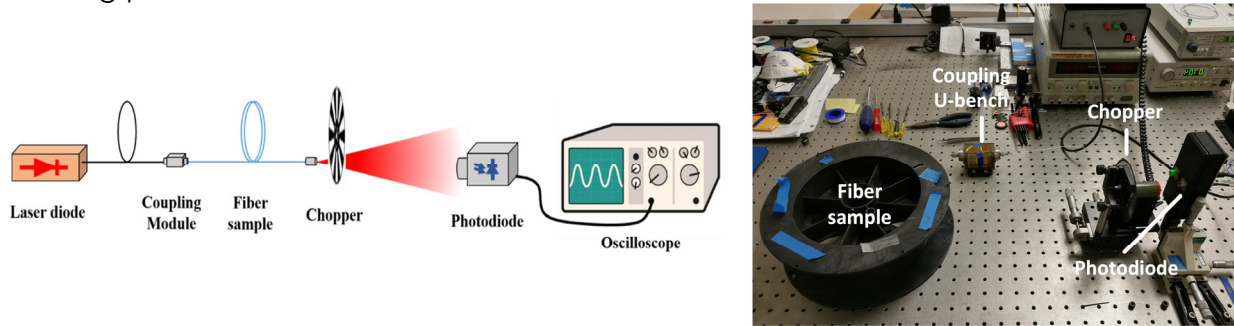 Laser diode
Coupling
Module
Fiber
sample
Chopper
Photodiode
Oscilloscope
Coupling
U-bench
Chopper
Fiber
sample
Photodiode